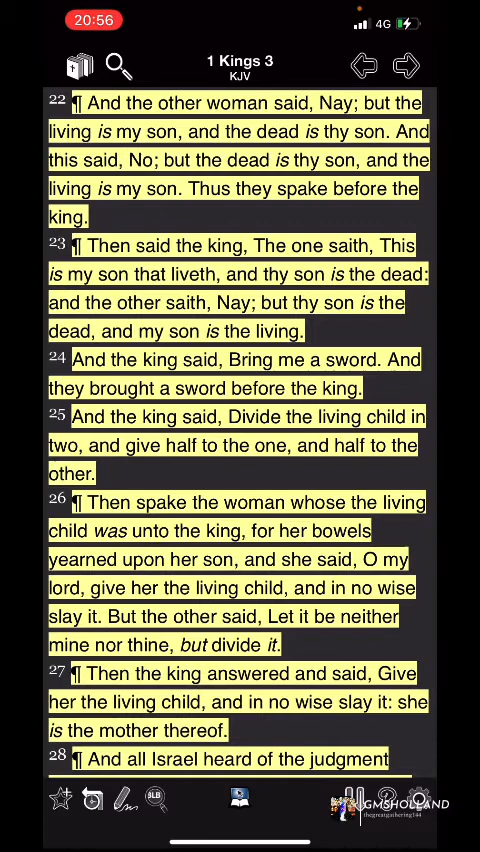 20:56
4G
1 Kings 3
KJV
22 ¶ And the other woman said, Nay; but the
living is my son, and the dead is thy son. And
this said, No; but the dead is thy son, and the
living is my son. Thus they spake before the
king.
23 ¶ Then said the king, The one saith, This
is my son that liveth, and thy son is the dead:
and the other saith, Nay; but thy son is the
dead, and my son is the living.
24 And the king said, Bring me a sword. And
they brought a sword before the king.
25 And the king said, Divide the living child in
two, and give half to the one, and half to the
other.
26 ¶ Then spake the woman whose the living
child was unto the king, for her bowels
yearned upon her son, and she said, O my
lord, give her the living child, and in no wise
slay it. But the other said, Let it be neither
mine nor thine, but divide it.
27 ¶ Then the king answered and said, Give
her the living child, and in no wise slay it: she
is the mother thereof.
28 ¶ And all Israel heard of the judgment
SLB
GMSHOLLAND
thegreatgathering144